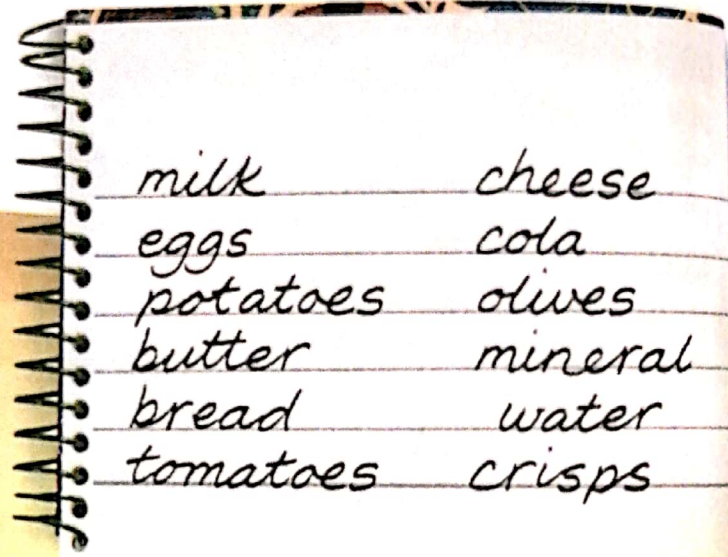 milk
eggs
potatoes
butter
bread
tomatoes
cheese
cola
olives
mineral
water
crisps